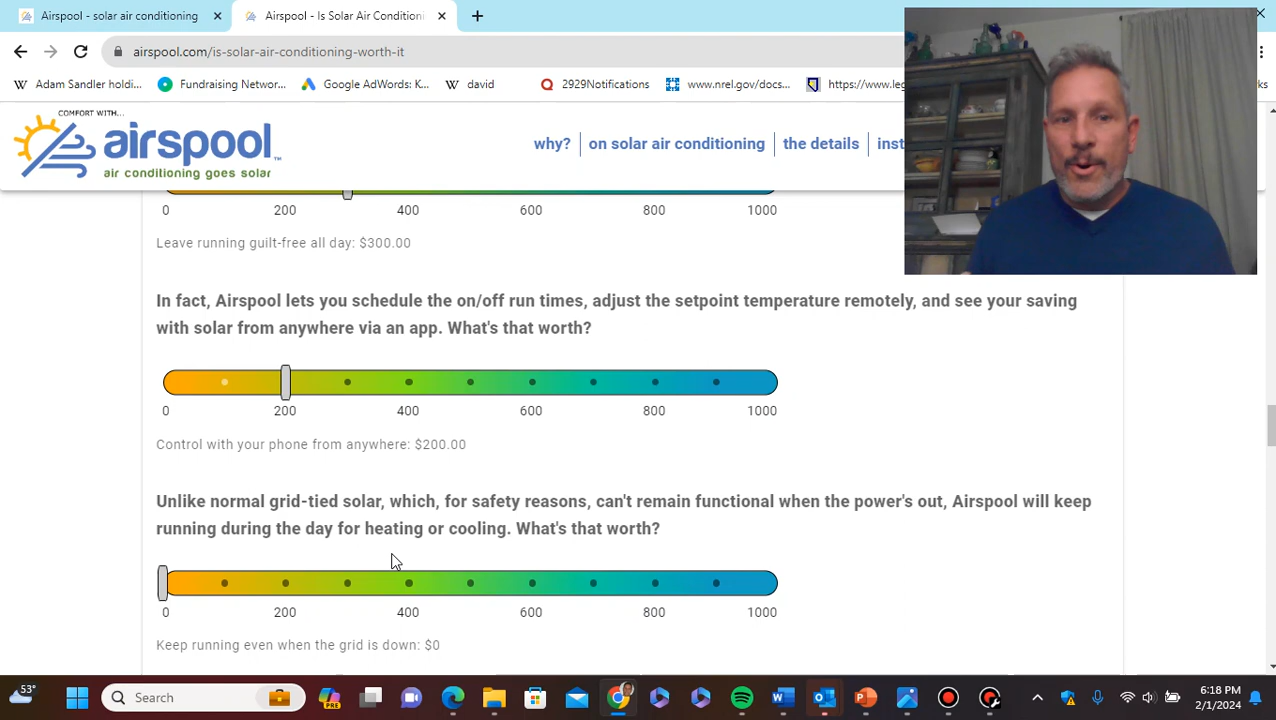 Airspool - solar air conditioning
Airspool - Is Solar Air Conditioning
airspool.com/is-solar-air-conditioning-worth-it
Adam Sandler holdi...
Fundraising Network...
Google AdWords: K...
david
2929Notifications
www.nrel.gov/docs...
https://www.leg
ks
COMFORT WITH...
airspool™
air conditioning goes solar
why?
on solar air conditioning
the details
inst
0 200 400 600 800 1000
Leave running guilt-free all day: $300.00
In fact, Airspool lets you schedule the on/off run times, adjust the setpoint temperature remotely, and see your saving
with solar from anywhere via an app. What's that worth?
0 200 400 600 800 1000
Control with your phone from anywhere: $200.00
Unlike normal grid-tied solar, which, for safety reasons, can't remain functional when the power's out, Airspool will keep
running during the day for heating or cooling. What's that worth?
0 200 400 600 800 1000
Keep running even when the grid is down: $0
53°
Search
PRE
6:18 PM
2/1/2024